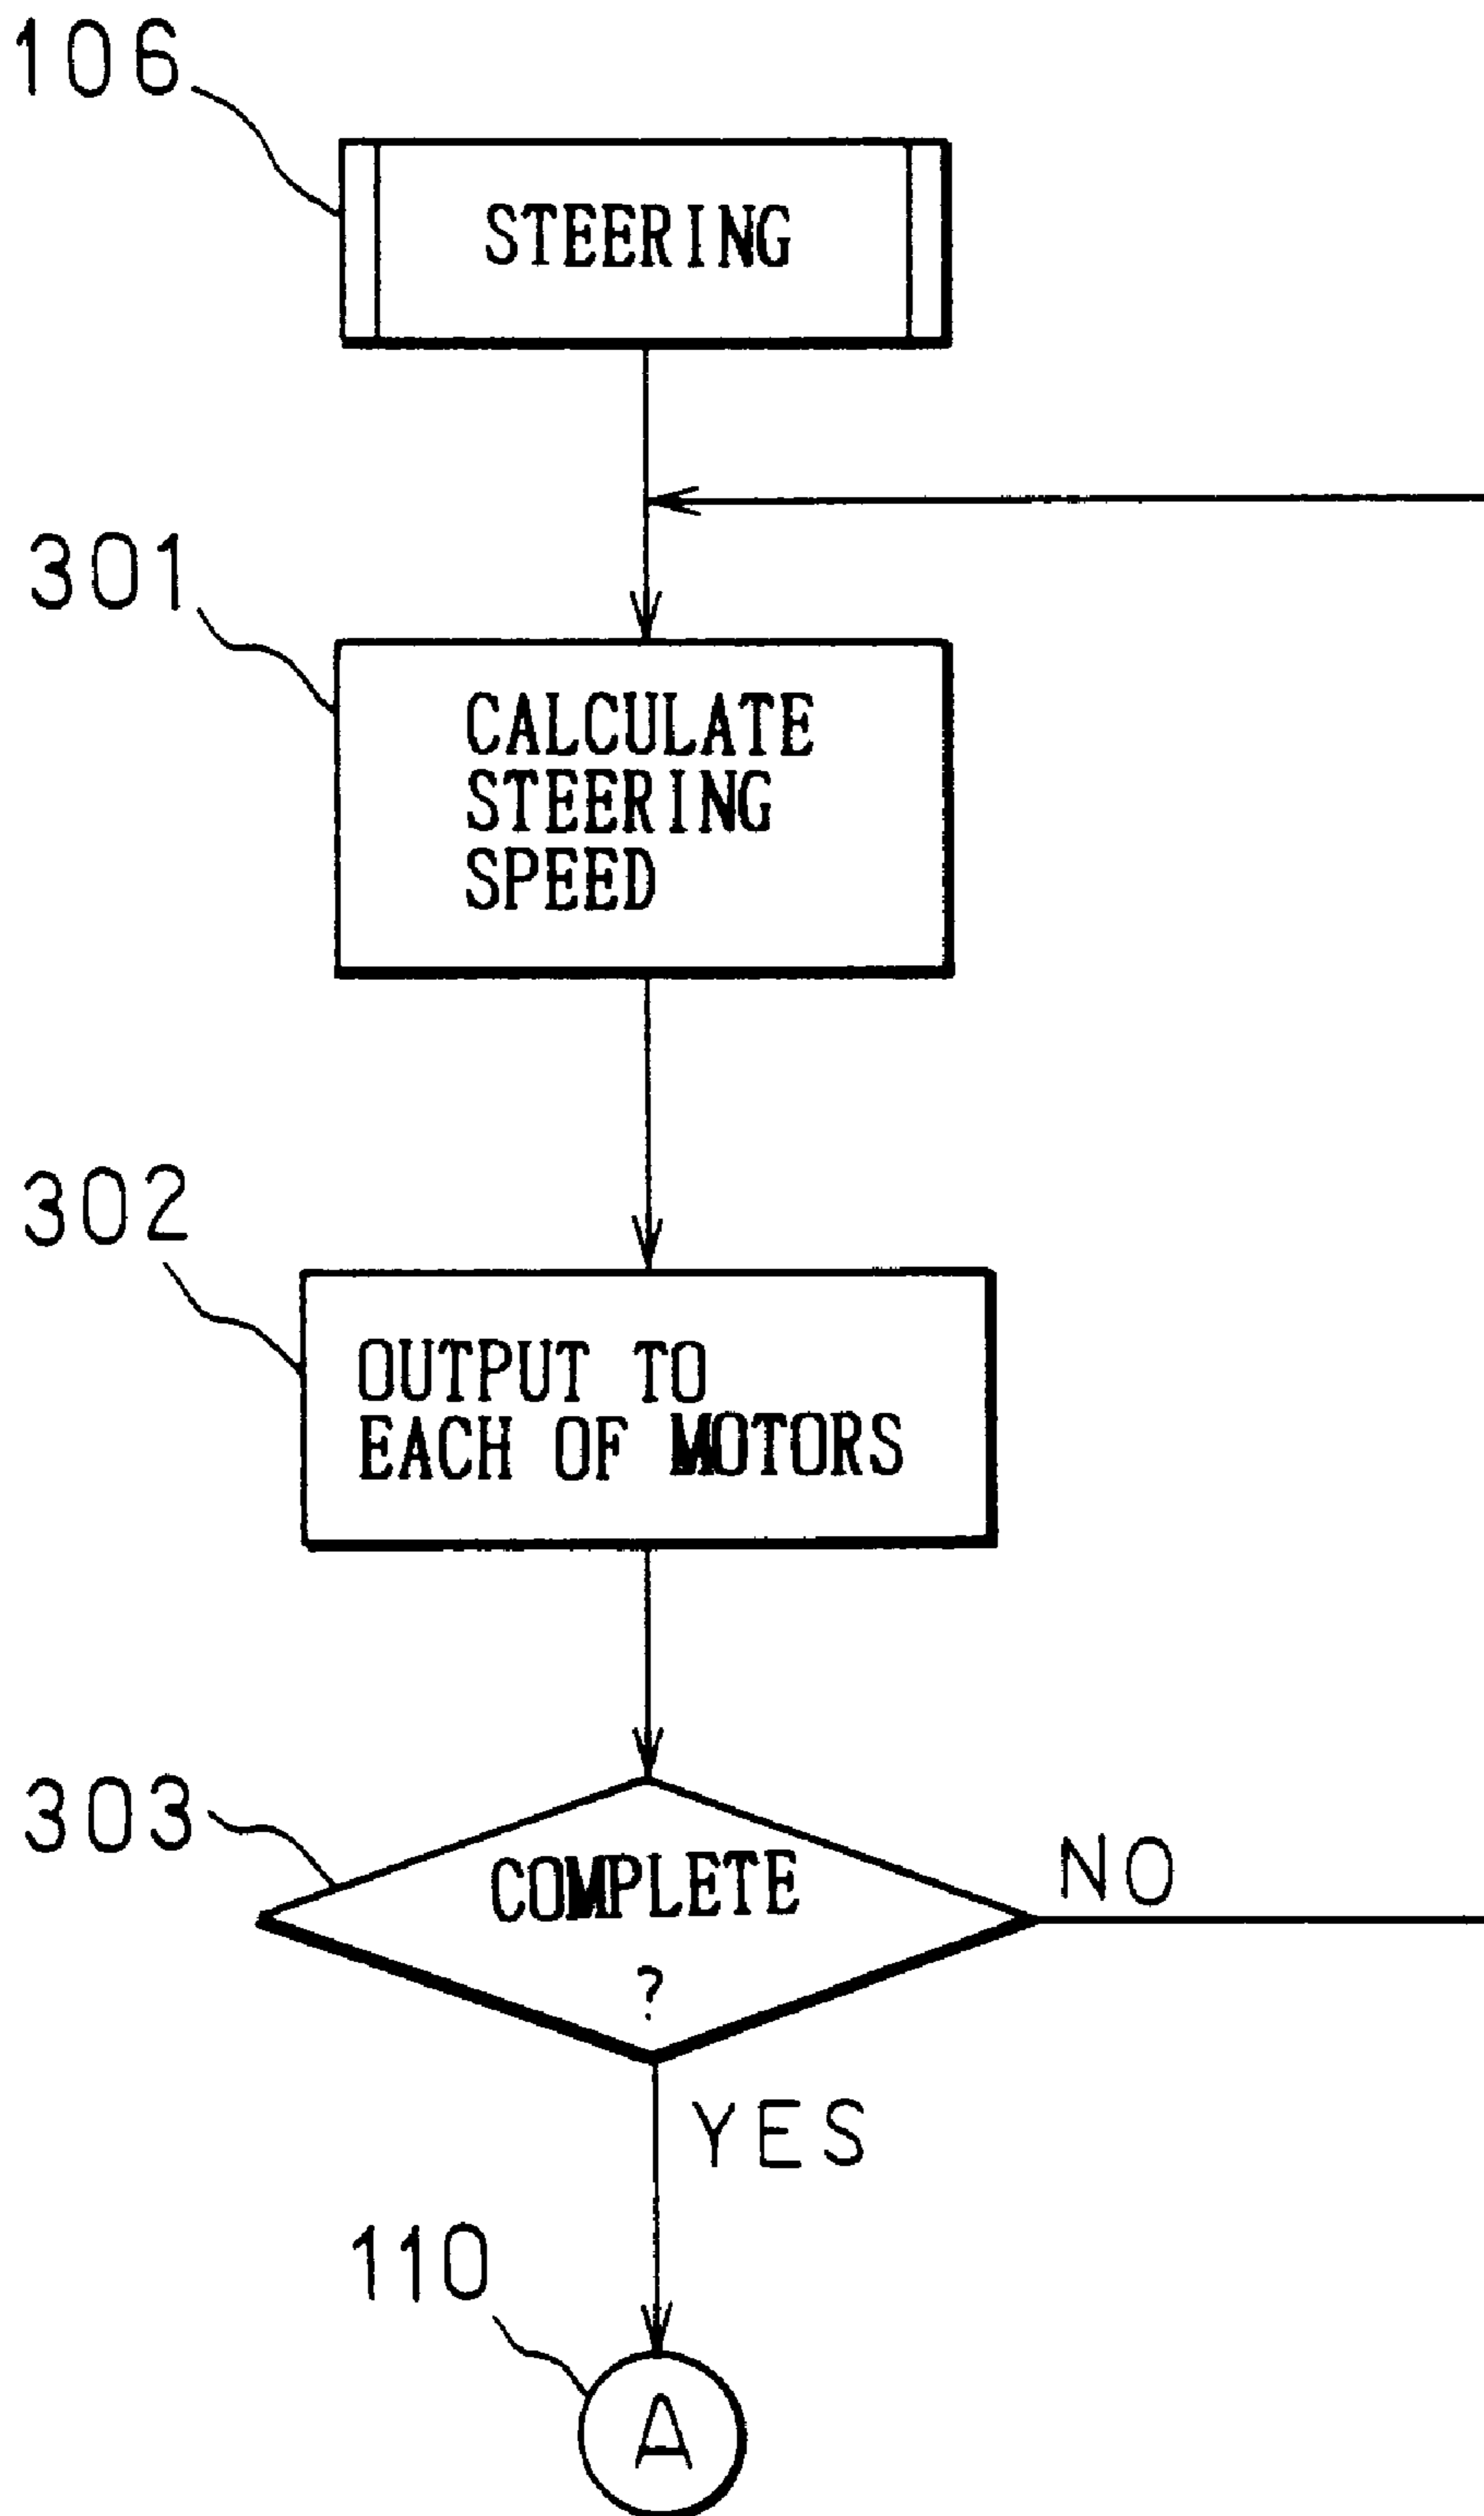 106
STEERING
301
CALCULATE
STEERING
SPEED
302
OUTPUT TO
EACH OF MOTORS
303
COMPLETE
?
NO
YES
110
A